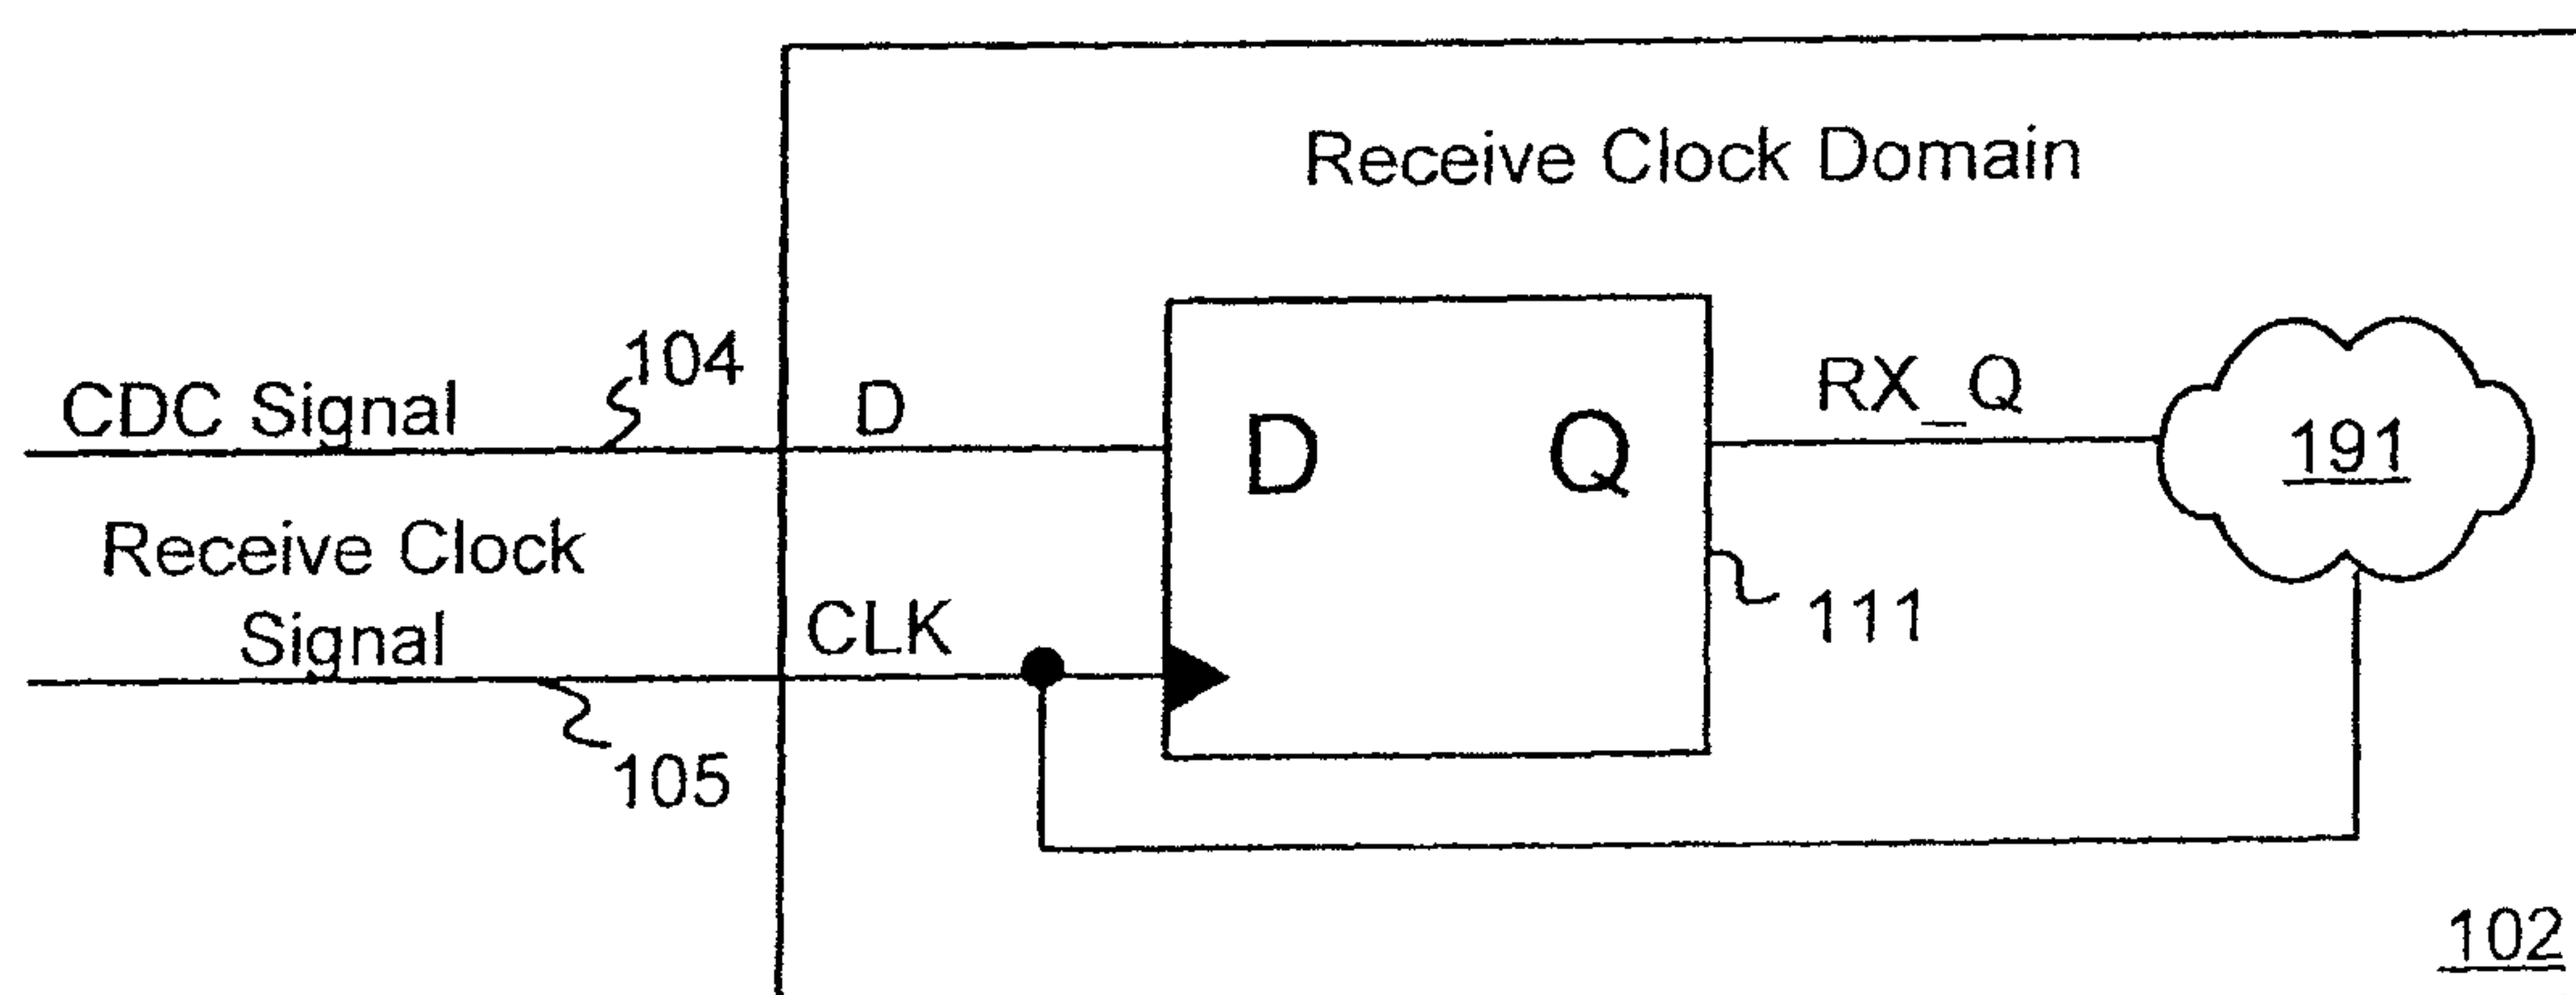 Receive Clock Domain
104
CDC Signal
D
D
Q
RX_Q
191
Receive Clock
Signal
105
CLK
111
102